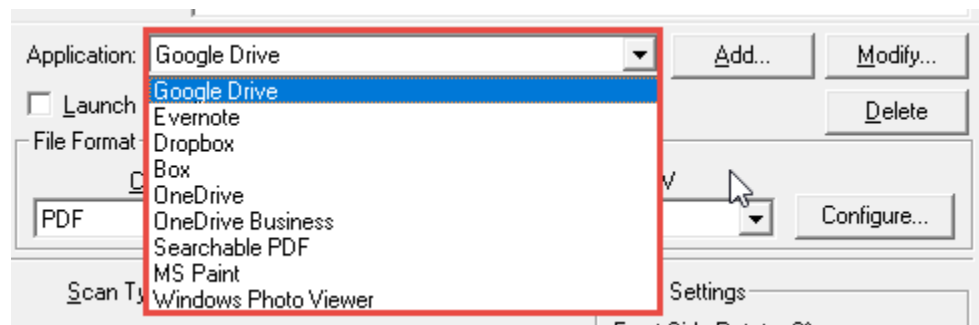 Application: Google Drive Add... Modify...
Google Drive
Launch Evernote Delete
File Format Dropbox
Box
OneDrive
PDF OneDrive Business Configure...
Searchable PDF
MS Paint
Scan Windows Photo Viewer Settings